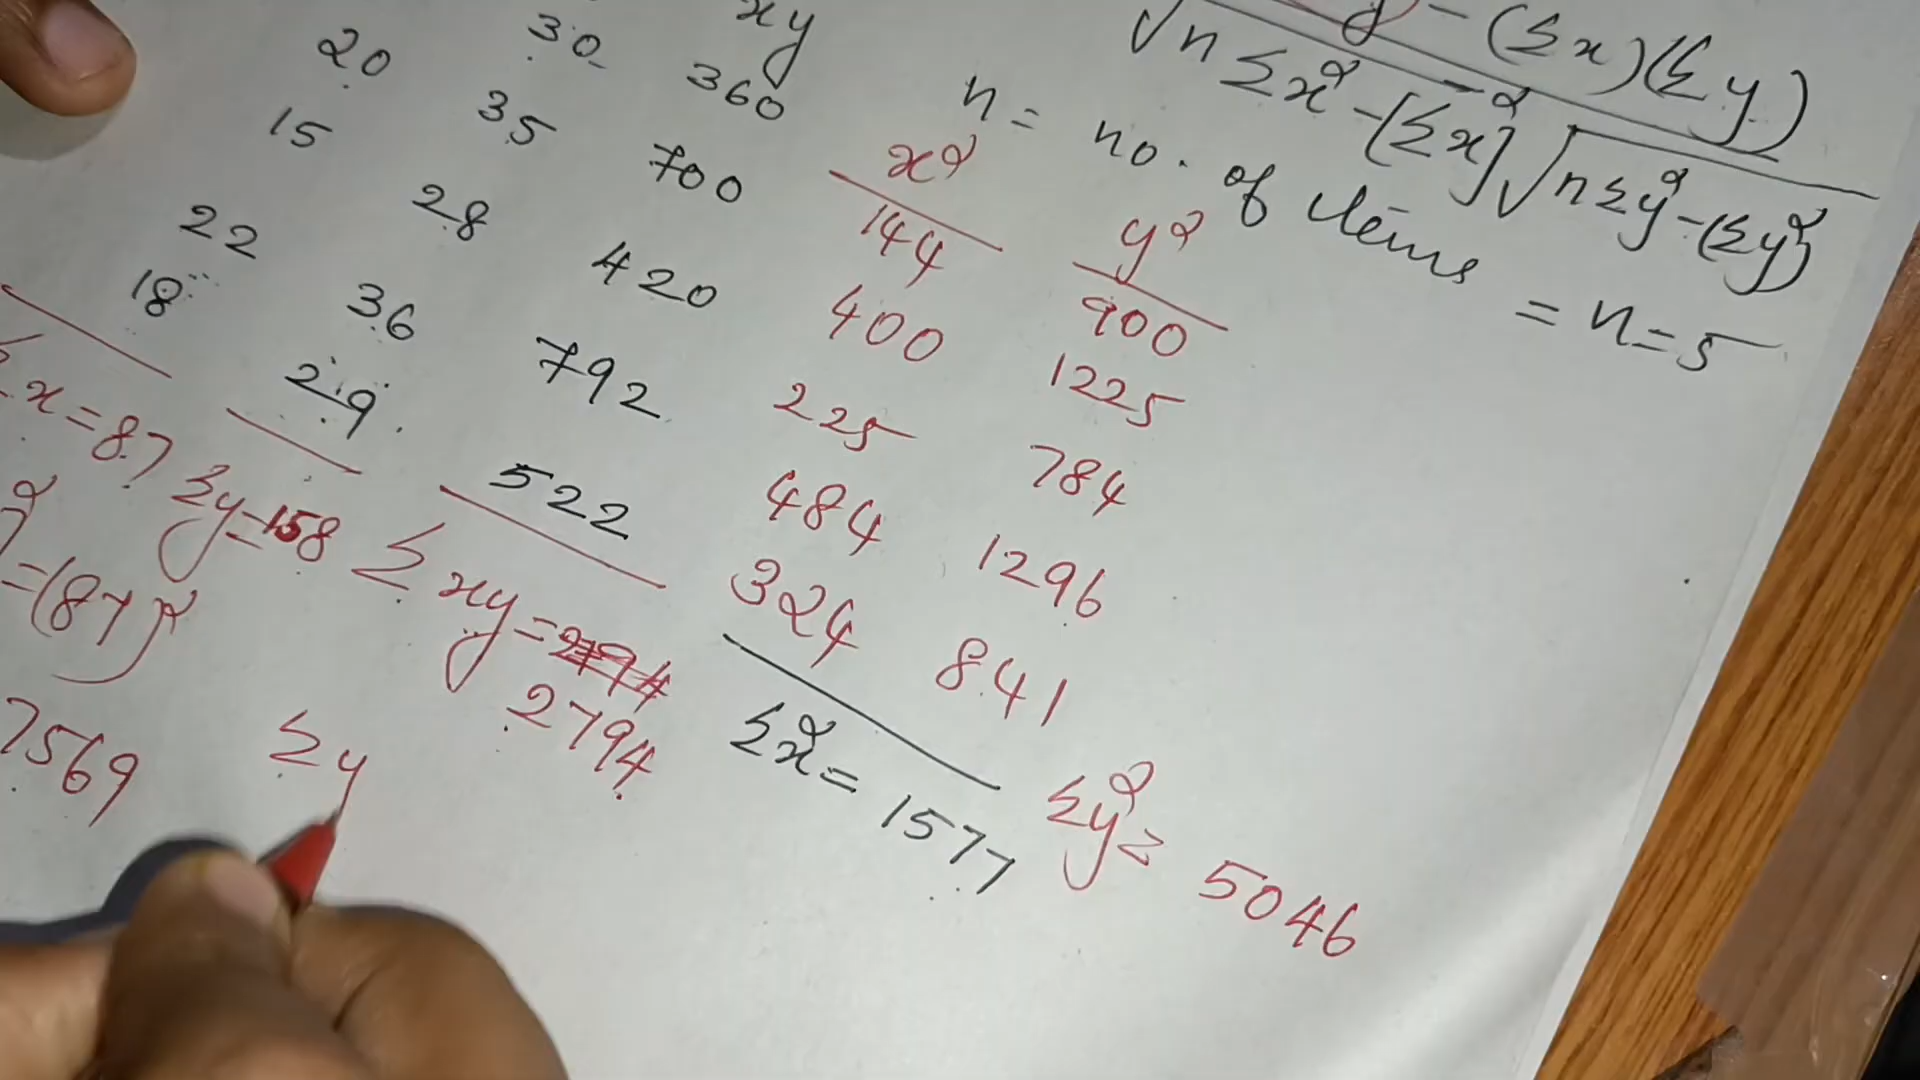 xy
20 30 360
15 35 700
22 28 420
18 36 792
29 522
Σx = 87 Σy = 158 Σxy = 2794
2794
= (87)²
7569 Σy
x²
144
400
225
484
324
Σx² = 1577
y²
900
1225
784
1296
841
Σy² = 5046
y - (Σx)(Σy)
√nΣx² - [Σx]² √nΣy² - (Σy)²
n = no. of items = n = 5